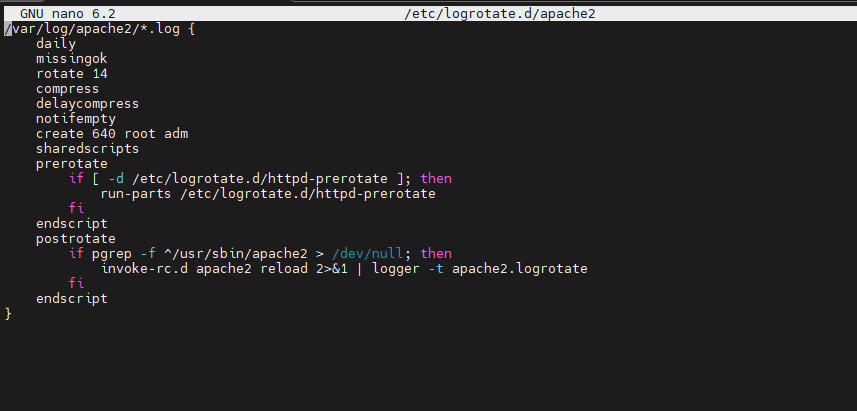 GNU nano 6.2 /etc/logrotate.d/apache2
/var/log/apache2/*.log {
    daily
    missingok
    rotate 14
    compress
    delaycompress
    notifempty
    create 640 root adm
    sharedscripts
    prerotate
        if [ -d /etc/logrotate.d/httpd-prerotate ]; then
            run-parts /etc/logrotate.d/httpd-prerotate
        fi
    endscript
    postrotate
        if pgrep -f ^/usr/sbin/apache2 > /dev/null; then
            invoke-rc.d apache2 reload 2>&1 | logger -t apache2.logrotate
        fi
    endscript
}